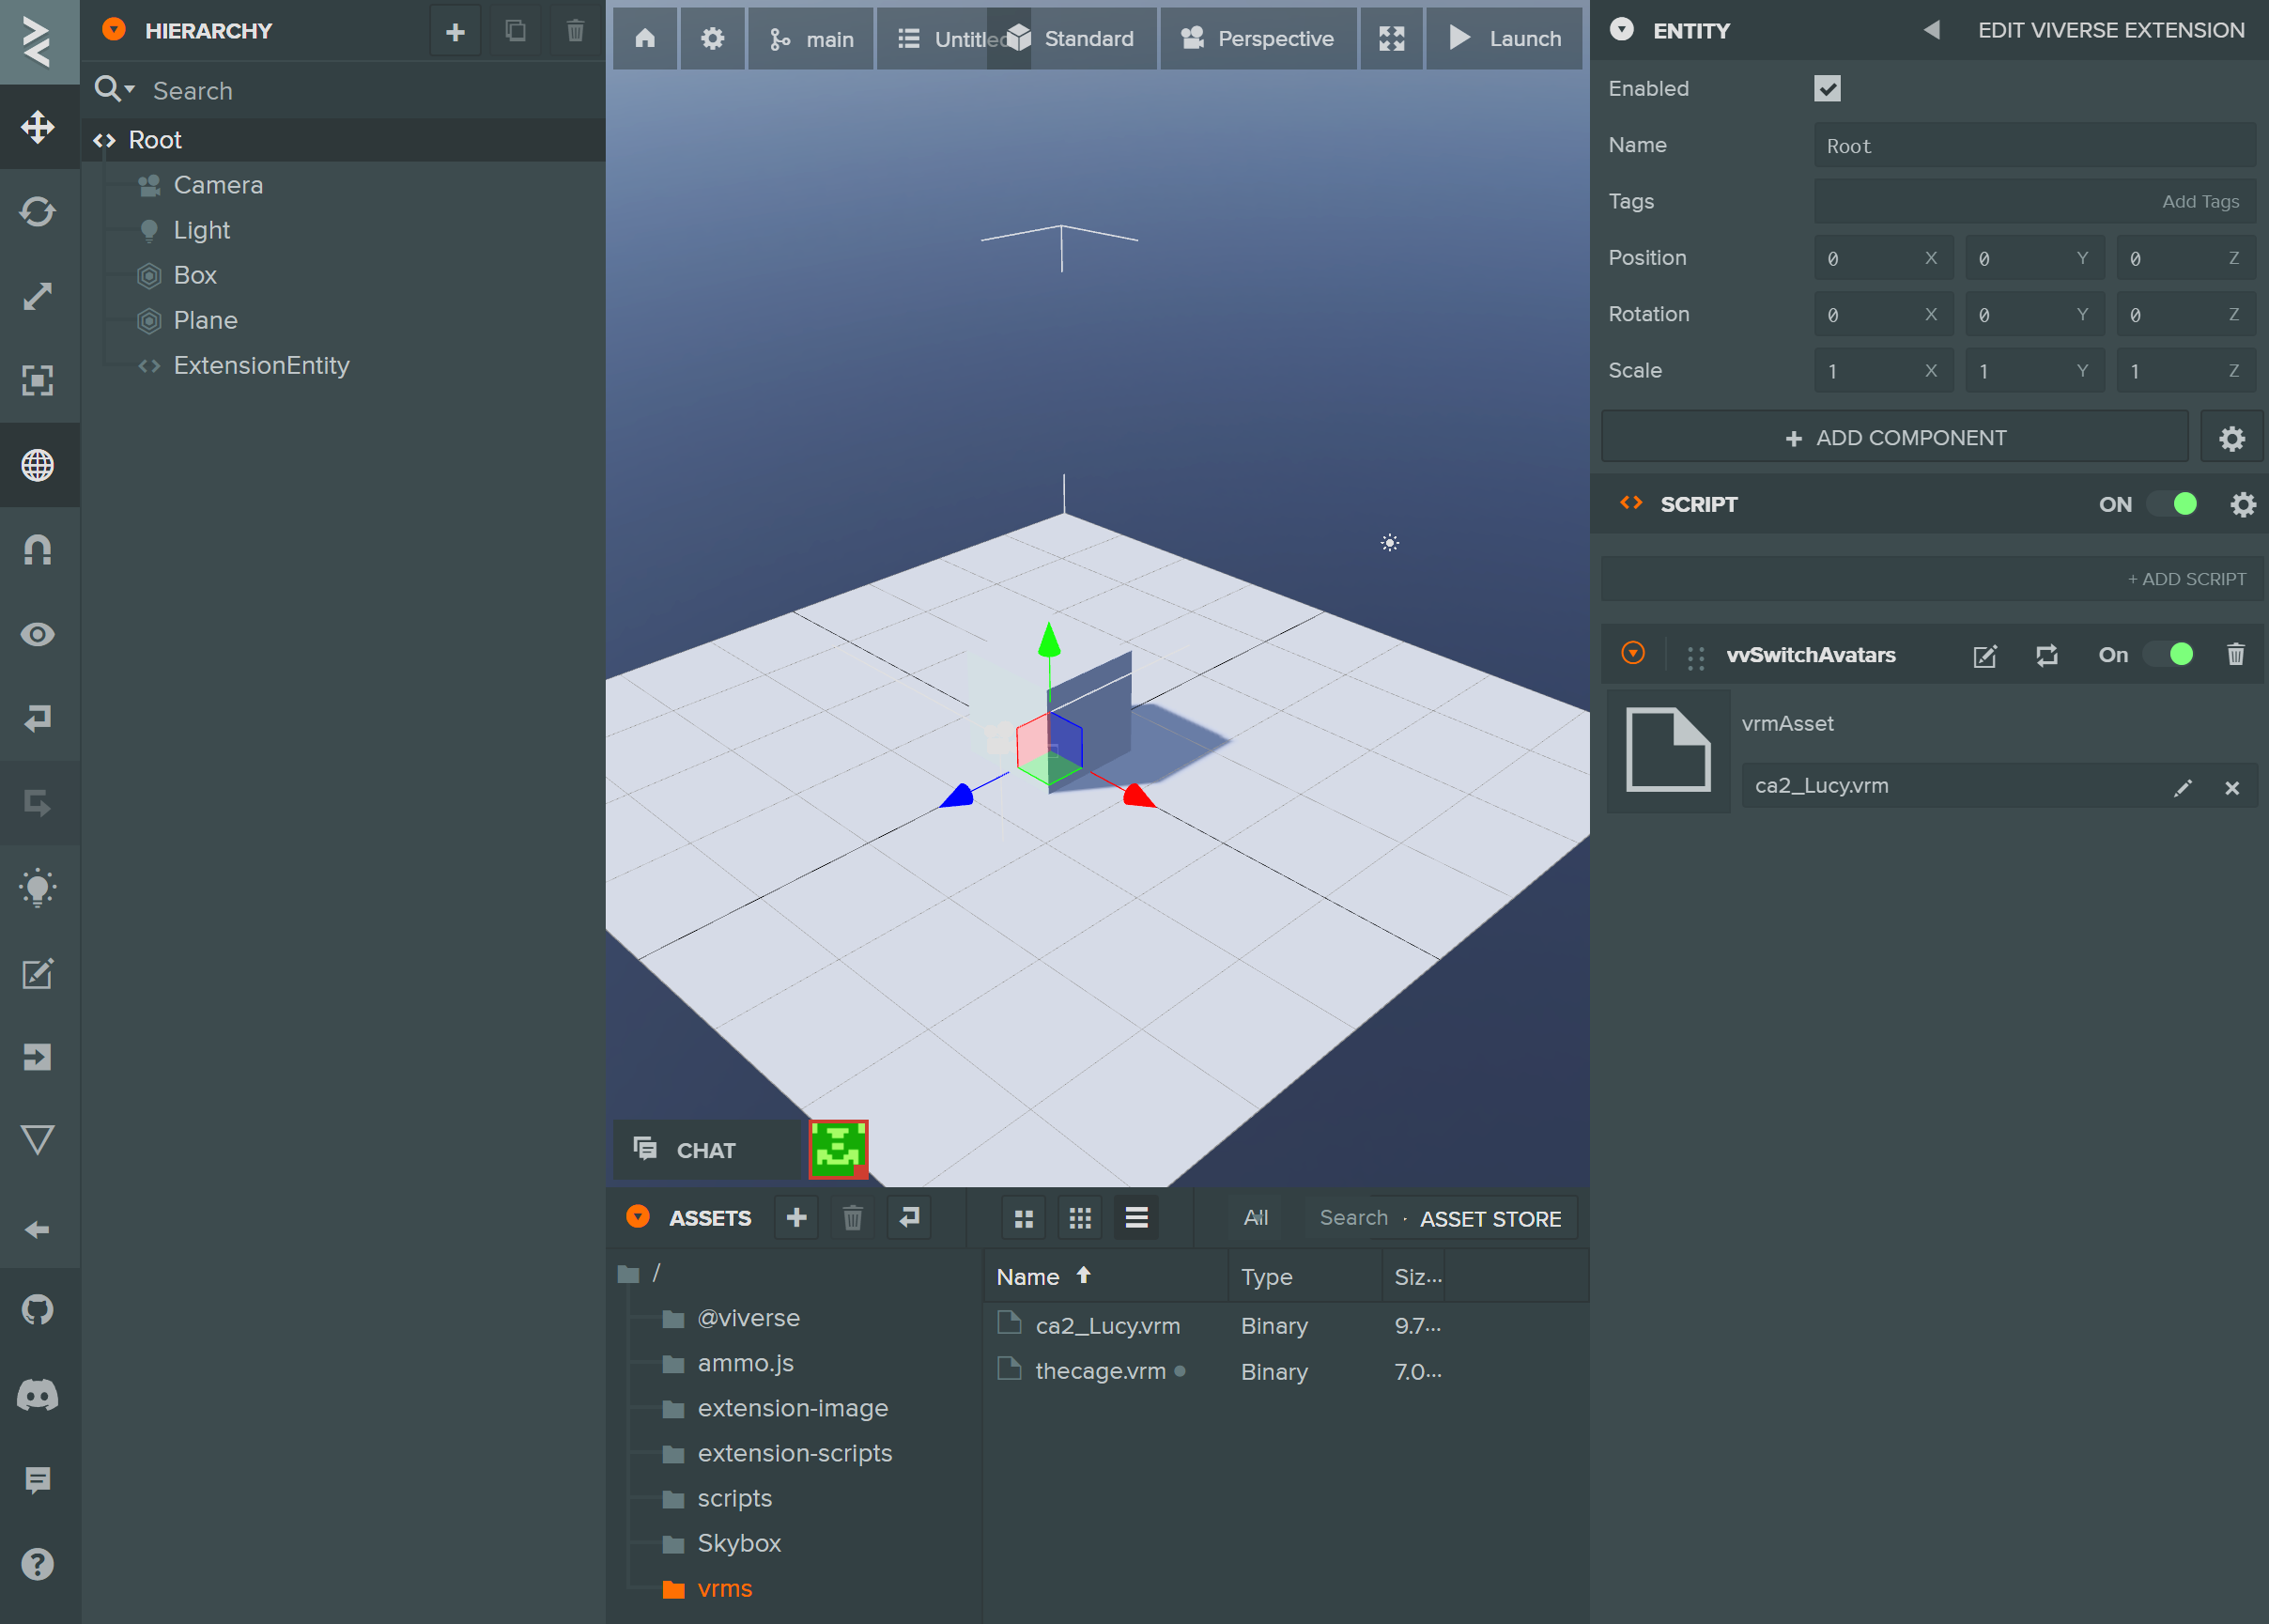 HIERARCHY
Search
Root
Camera
Light
Box
Plane
ExtensionEntity
main
Standard
Perspective
Launch
CHAT
ASSETS
All
Search
ASSET STORE
/
@viverse
ammo.js
extension-image
extension-scripts
scripts
Skybox
vrms
Name Type Siz...
ca2_Lucy.vrm Binary 9.7...
thecage.vrm Binary 7.0...
ENTITY
EDIT VIVERSE EXTENSION
Enabled
Name Root
Tags Add Tags
Position 0 X 0 Y 0 Z
Rotation 0 X 0 Y 0 Z
Scale 1 X 1 Y 1 Z
ADD COMPONENT
SCRIPT ON
+ ADD SCRIPT
vvSwitchAvatars On
vrmAsset
ca2_Lucy.vrm